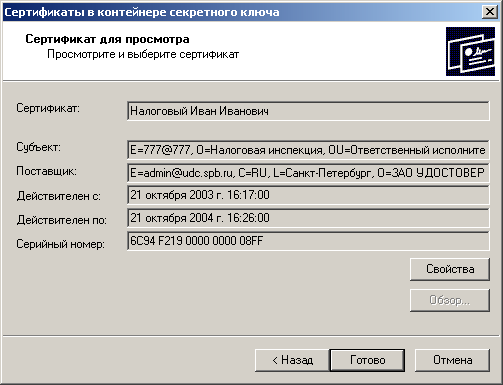 Сертификаты в контейнере секретного ключа
Сертификат для просмотра
Просмотрите и выберите сертификат
Сертификат: Налоговый Иван Иванович
Субъект: E=777@777, O=Налоговая инспекция, OU=Ответственный исполните
Поставщик: E=admin@udc.spb.ru, C=RU, L=Санкт-Петербург, O=ЗАО УДОСТОВЕР
Действителен с: 21 октября 2003 г. 16:17:00
Действителен по: 21 октября 2004 г. 16:26:00
Серийный номер: 6C94 F219 0000 0000 08FF
Свойства
Обзор...
< Назад Готово Отмена